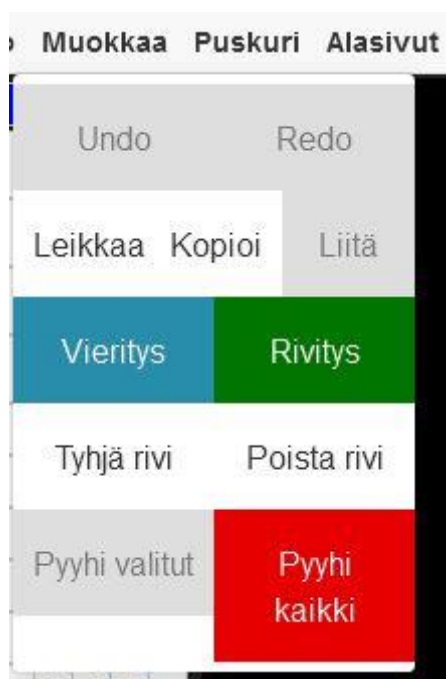 Muokkaa Puskuri Alasivut
Undo Redo
Leikkaa Kopioi Liitä
Vieritys Rivitys
Tyhjä rivi Poista rivi
Pyyhi valitut Pyyhi
kaikki